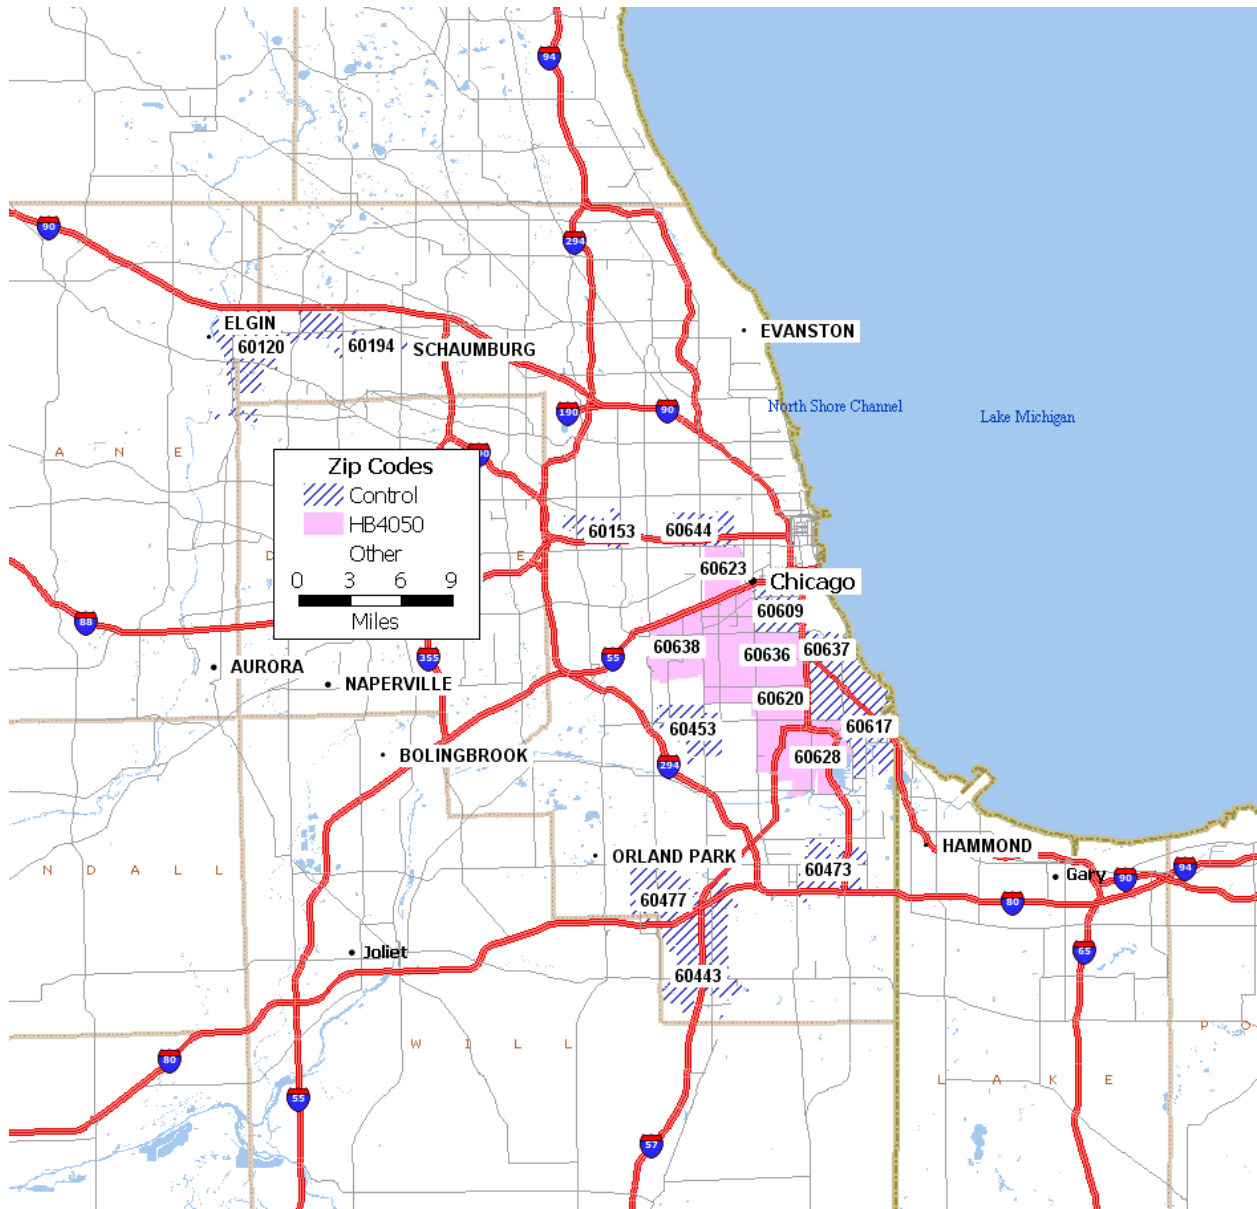 94
90
294
ELGIN
60120
60194
SCHAUMBURG
EVANSTON
190
90
North Shore Channel
Lake Michigan
A N E
Zip Codes
Control
HB4050
Other
0 3 6 9
Miles
D
E
60153
60644
60623
Chicago
60609
88
355
55
60638
60636
60637
AURORA
NAPERVILLE
60620
60453
60617
BOLINGBROOK
294
60628
ORLAND PARK
HAMMOND
60473
N D A L L
Gary
90
94
60477
80
Joliet
65
60443
W I L L
P O
80
L A K E
55
57